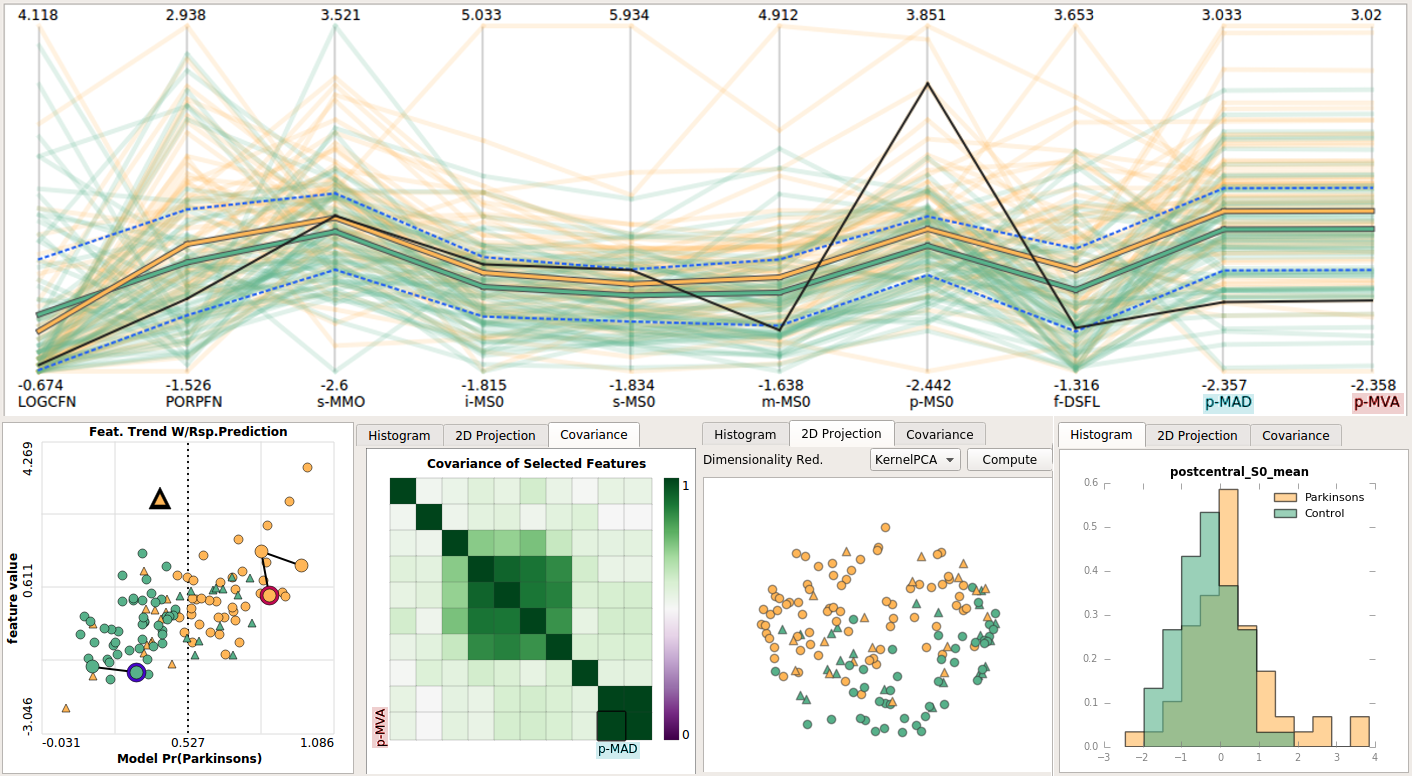 4.118 2.938 3.521 5.033 5.934 4.912 3.851 3.653 3.033 3.02
-0.674 -1.526 -2.6 -1.815 -1.834 -1.638 -2.442 -1.316 -2.357 -2.358
LOGCFN PORPFN s-MMO i-MS0 s-MS0 m-MS0 p-MS0 f-DSFL p-MAD p-MVA
Feat. Trend W/Rsp.Prediction
4.269
0.611
-3.046
feature value
-0.031 0.527 1.086
Model Pr(Parkinsons)
Histogram 2D Projection Covariance
Covariance of Selected Features
1
0
p-MVA
p-MAD
Histogram 2D Projection Covariance
Dimensionality Red. KernelPCA Compute
Histogram 2D Projection Covariance
postcentral_S0_mean
Parkinsons
Control
0.6
0.5
0.4
0.3
0.2
0.1
0.0
−3 −2 −1 0 1 2 3 4